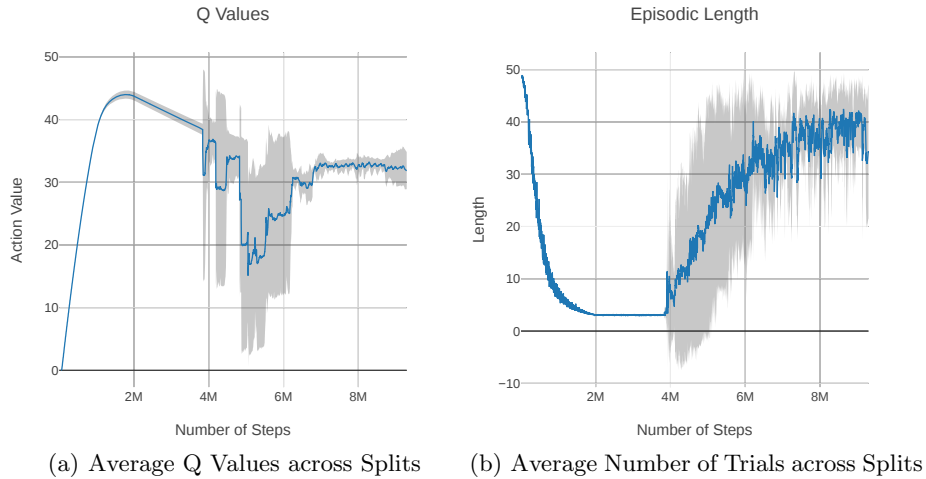 Q Values
50
40
30
20
10
0
Action Value
2M
4M
6M
8M
Number of Steps
(a) Average Q Values across Splits
Episodic Length
50
40
30
20
10
0
−10
Length
2M
4M
6M
8M
Number of Steps
(b) Average Number of Trials across Splits